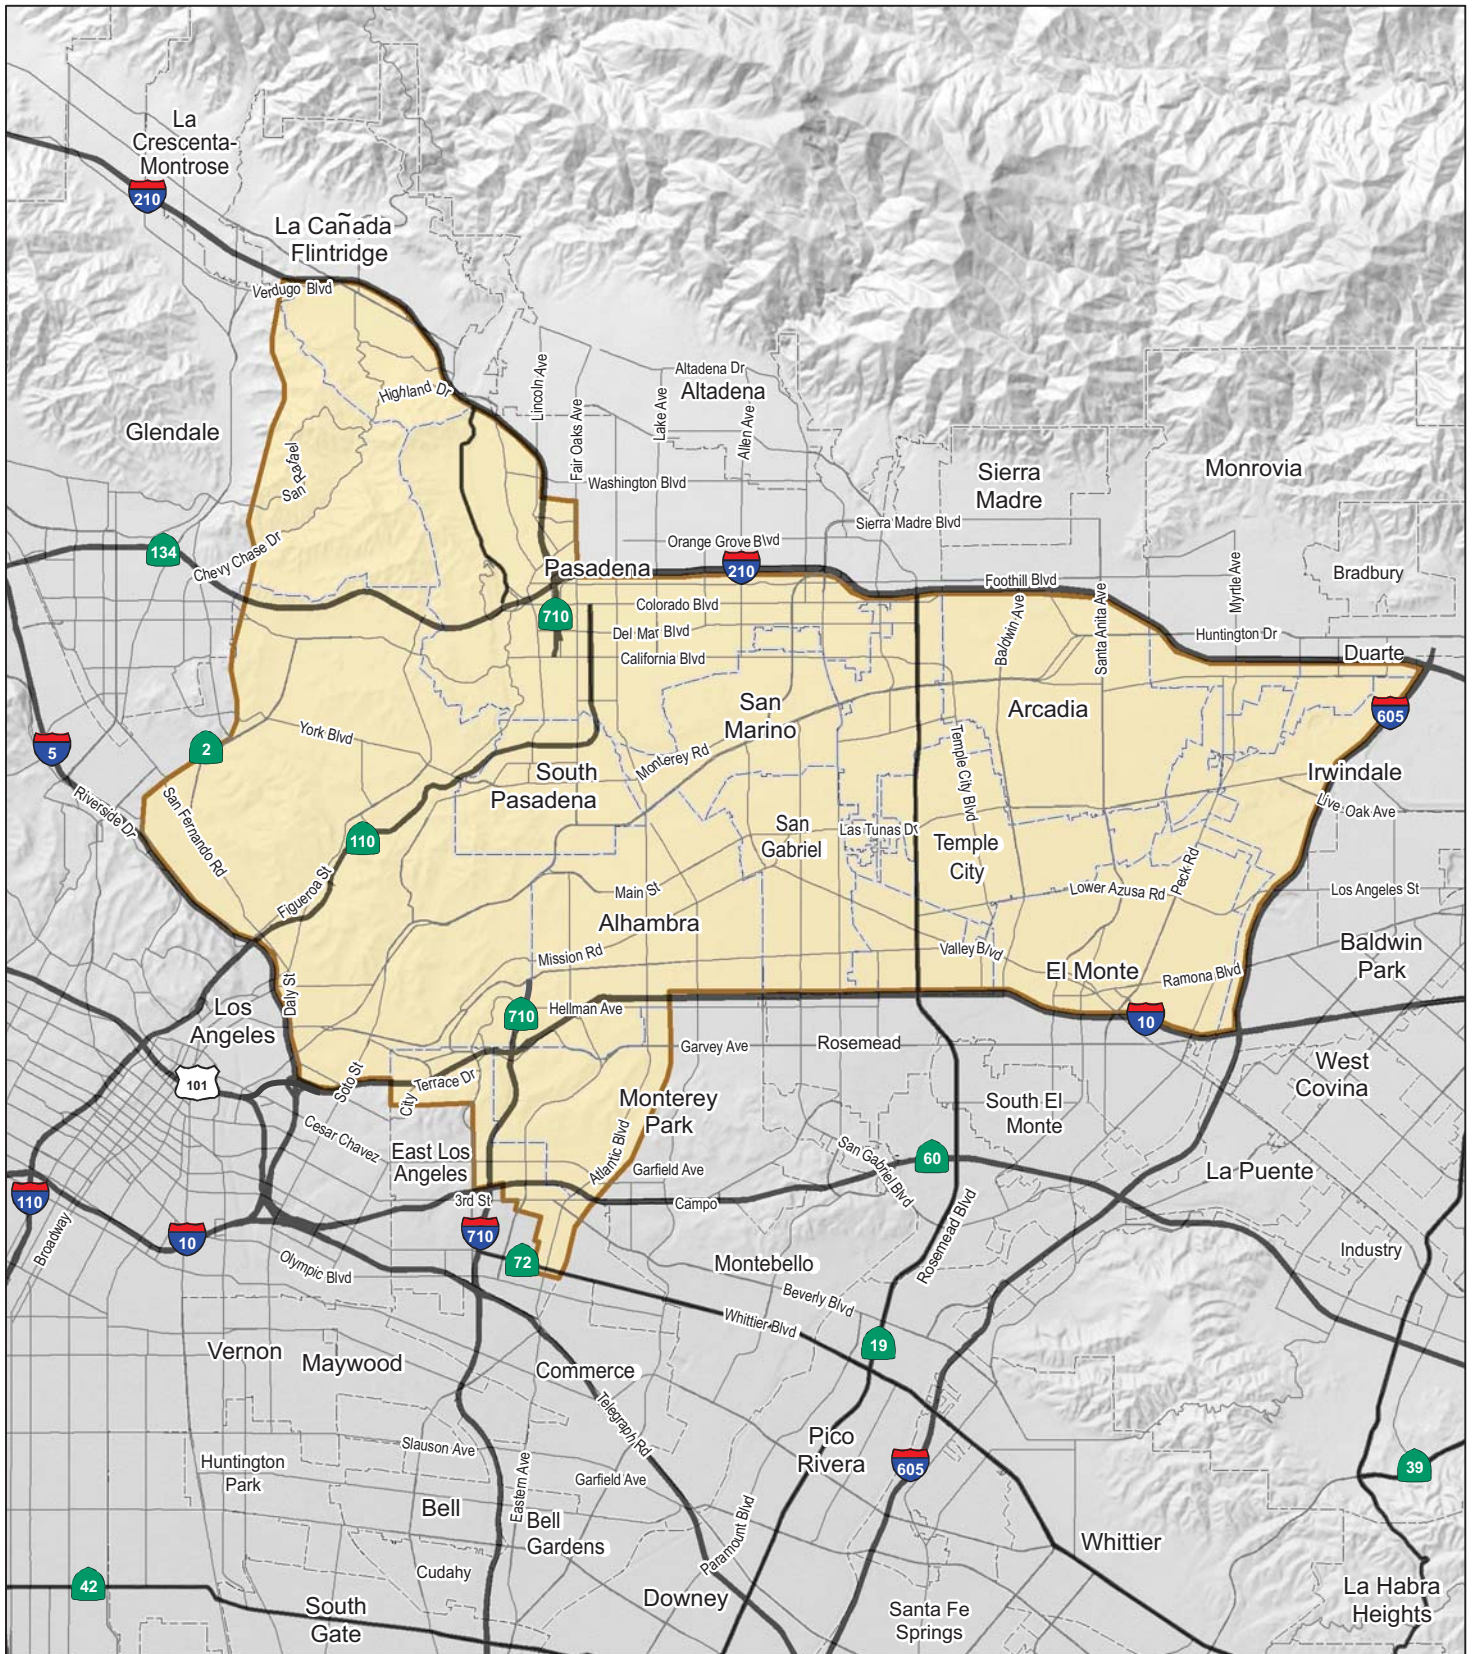 La
Crescenta-
Montrose
210
La Cañada
Flintridge
Verdugo Blvd
Altadena Dr
Altadena
Lincoln Ave
Fair Oaks Ave
Lake Ave
Allen Ave
Highland Dr
Glendale
San Rafael
Washington Blvd
Sierra
Madre
Monrovia
Sierra Madre Blvd
134
Chevy Chase Dr
Orange Grove Blvd
Pasadena
210
Foothill Blvd
Bradbury
Myrtle Ave
Baldwin Ave
Santa Anita Ave
710
Colorado Blvd
Del Mar Blvd
California Blvd
Huntington Dr
Duarte
San
Marino
Arcadia
605
5
2
York Blvd
Monterey Rd
Temple City Blvd
South
Pasadena
Irwindale
Riverside Dr
San Fernando Rd
Live Oak Ave
110
San
Gabriel
Las Tunas Dr
Temple
City
Peck Rd
Figueroa St
Main St
Lower Azusa Rd
Los Angeles St
Alhambra
Mission Rd
Valley Blvd
El Monte
Ramona Blvd
Baldwin
Park
Daly St
Los
Angeles
710
Hellman Ave
10
Garvey Ave
Rosemead
101
Soto St
City Terrace Dr
West
Covina
Monterey
Park
South El
Monte
Cesar Chavez
East Los
Angeles
Atlantic Blvd
Garfield Ave
San Gabriel Blvd
60
La Puente
110
3rd St
Campo
Rosemead Blvd
Broadway
10
710
72
Olympic Blvd
Montebello
Industry
Beverly Blvd
Whittier Blvd
19
Vernon
Maywood
Commerce
Telegraph Rd
Slauson Ave
Pico
Rivera
605
39
Huntington
Park
Garfield Ave
Eastern Ave
Bell
Bell
Gardens
Paramount Blvd
Whittier
Cudahy
42
Downey
La Habra
Heights
South
Gate
Santa Fe
Springs